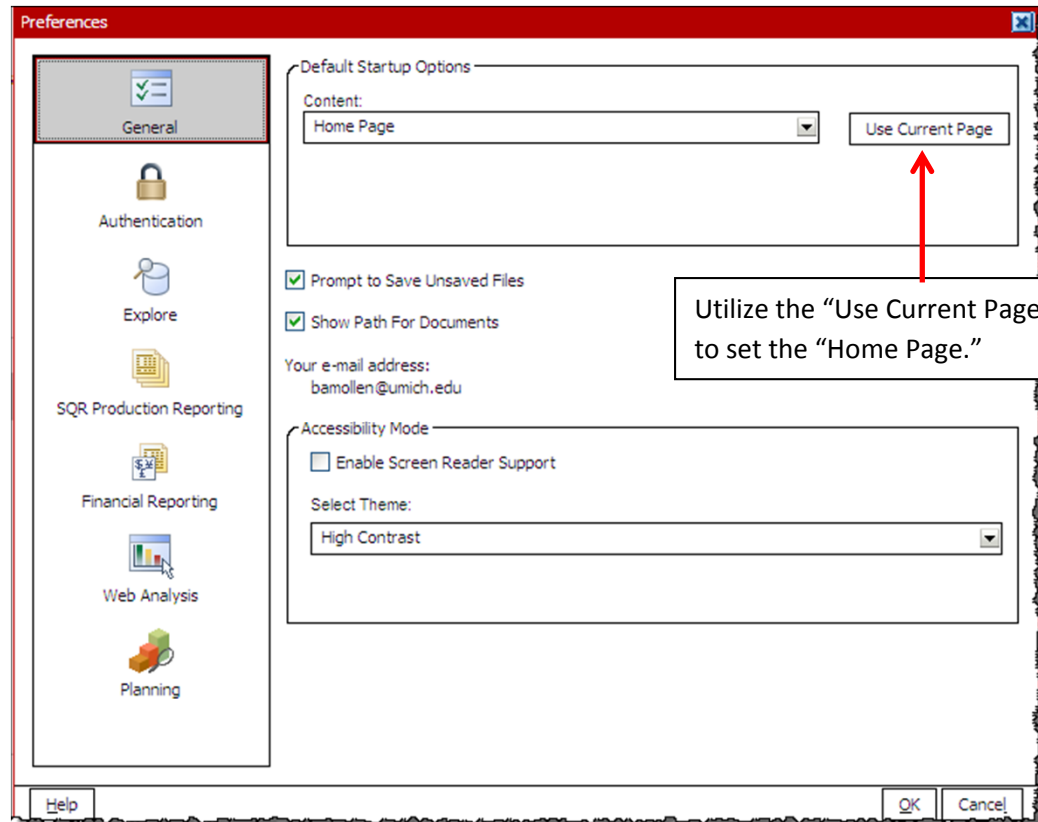 Preferences
General
Authentication
Explore
SQR Production Reporting
Financial Reporting
Web Analysis
Planning
Default Startup Options
Content:
Home Page
Use Current Page
Prompt to Save Unsaved Files
Show Path For Documents
Your e-mail address:
bamollen@umich.edu
Utilize the “Use Current Page
to set the “Home Page.”
Accessibility Mode
Enable Screen Reader Support
Select Theme:
High Contrast
Help
OK
Cancel